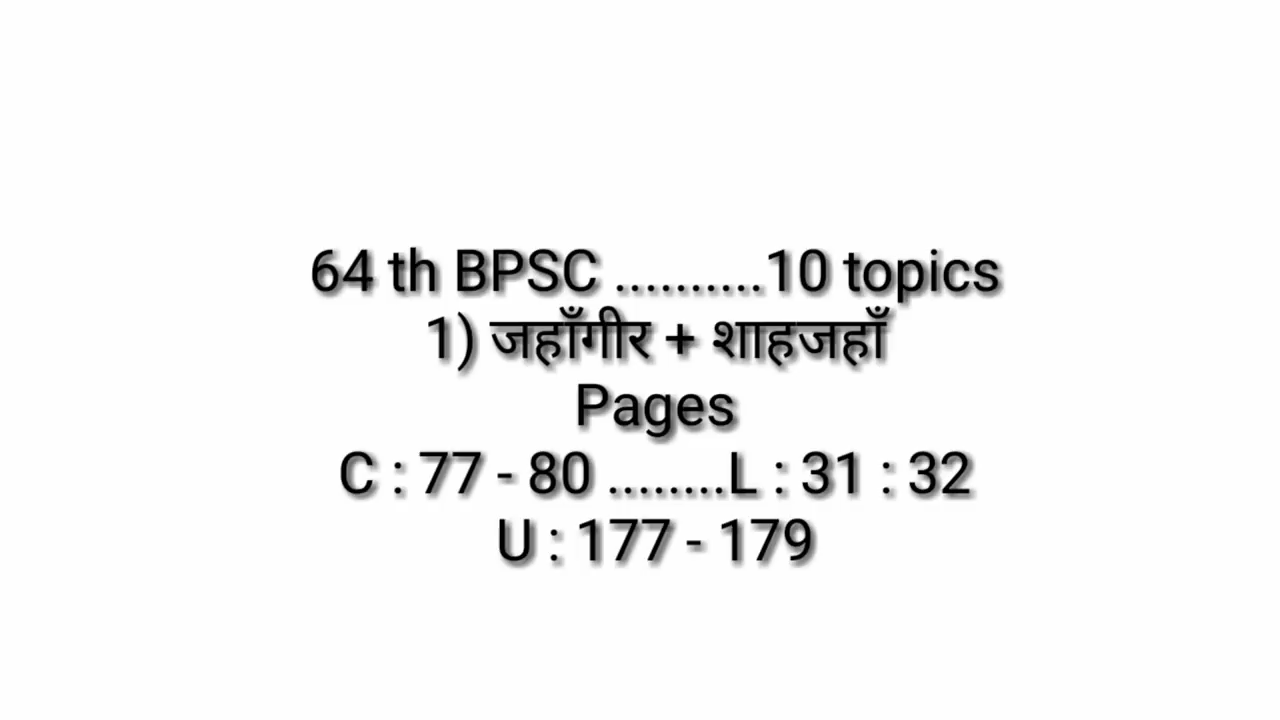 64 th BPSC ..........10 topics
1) जहाँगीर + शाहजहाँ
Pages
C : 77 - 80 ........L : 31 : 32
U : 177 - 179